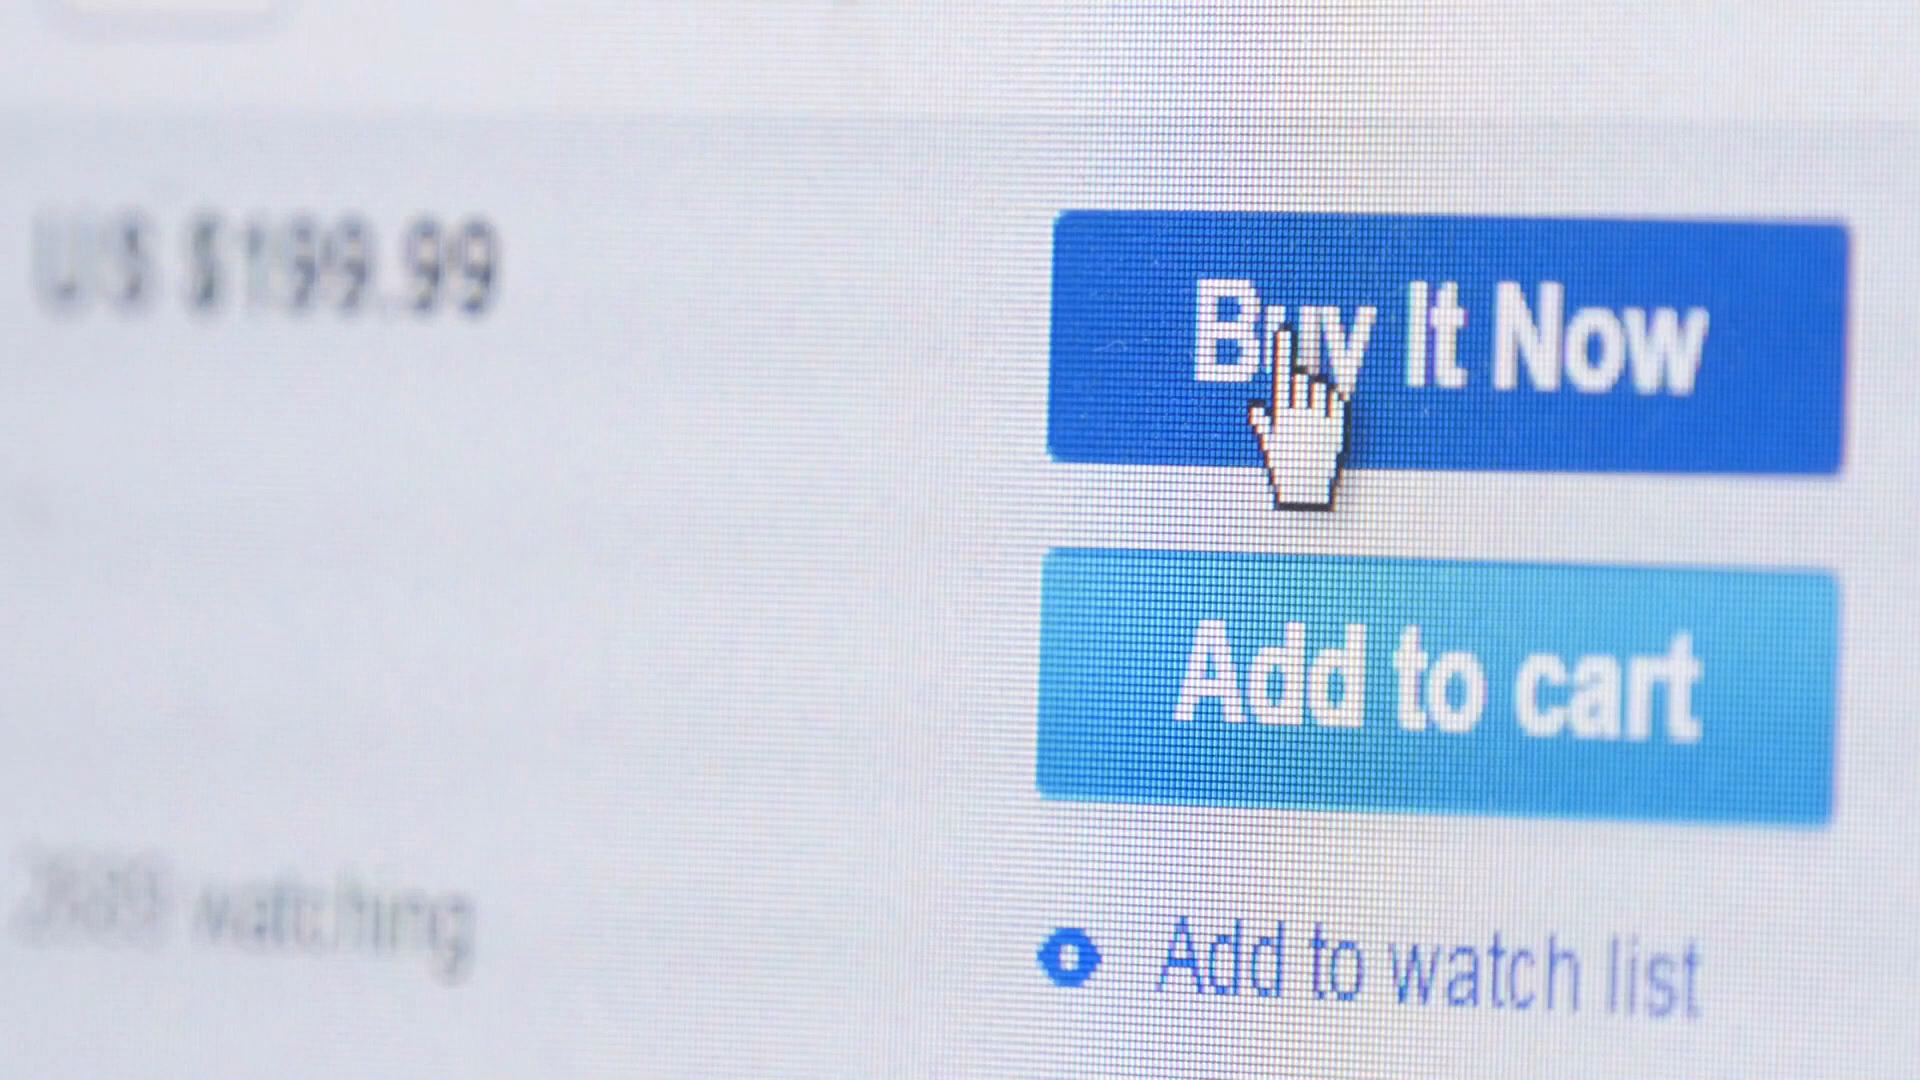 US $199.99
Buy It Now
Add to cart
watching
Add to watch list